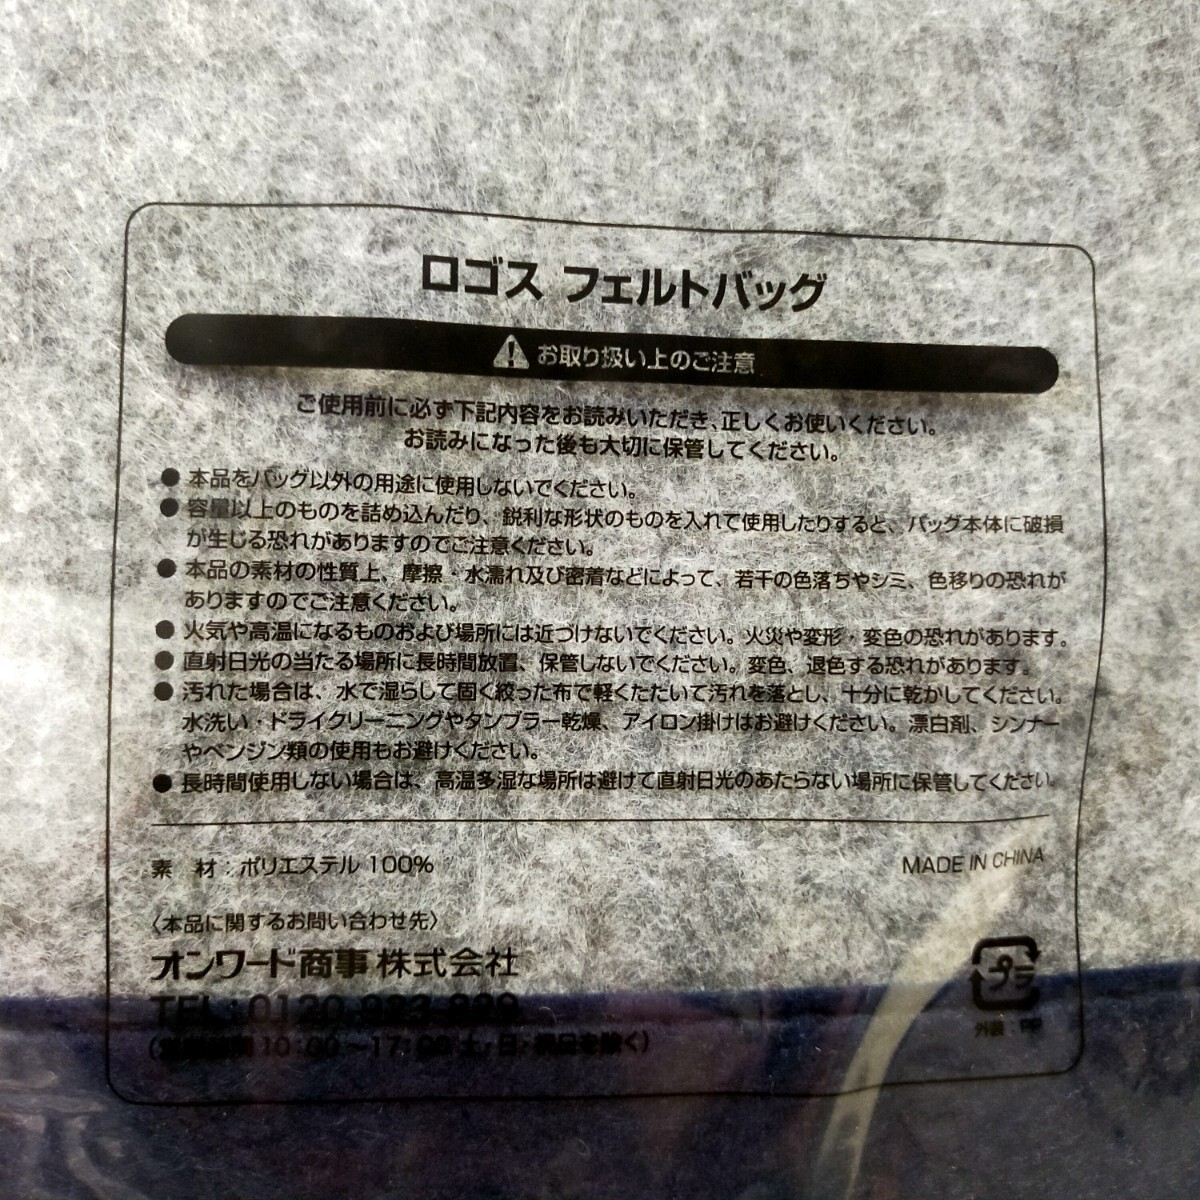 ロゴス フェルトバッグ
お取り扱い上のご注意
ご使用前に必ず下記内容をお読みいただき、正しくお使いください。
お読みになった後も大切に保管してください。
● 本品をバッグ以外の用途に使用しないでください。
● 容量以上のものを詰め込んだり、鋭利な形状のものを入れて使用したりすると、バッグ本体に破損
が生じる恐れがありますのでご注意ください。
● 本品の素材の性質上、摩擦・水濡れ及び密着などによって、若干の色落ちやシミ、色移りの恐れが
ありますのでご注意ください。
● 火気や高温になるものおよび場所には近づけないでください。火災や変形・変色の恐れがあります。
● 直射日光の当たる場所に長時間放置、保管しないでください。変色、退色する恐れがあります。
● 汚れた場合は、水で湿らして固く絞った布で軽くたたいて汚れを落とし、十分に乾かしてください。
水洗い・ドライクリーニングやタンブラー乾燥、アイロン掛けはお避けください。漂白剤、シンナー
やベンジン類の使用もお避けください。
● 長時間使用しない場合は、高温多湿な場所は避けて直射日光のあたらない場所に保管してください。
素 材：ポリエステル 100%
MADE IN CHINA
〈本品に関するお問い合わせ先〉
オンワード商事株式会社
TEL：0120
10：00～17：00 土・日・祝日を除く）
プラ
外装：PP